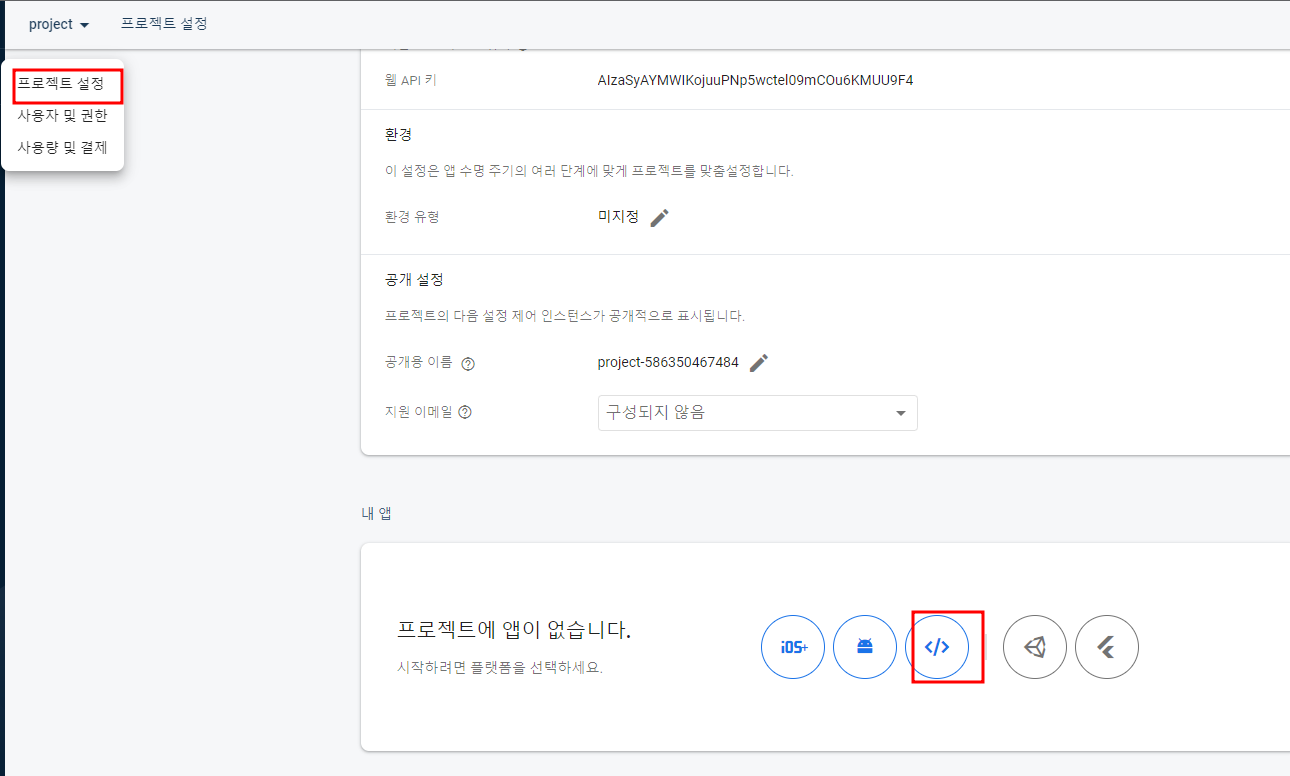 project
프로젝트 설정
프로젝트 설정
사용자 및 권한
사용량 및 결제
웹 API 키
AIzaSyAYMWIKojuuPNp5wctel09mCOu6KMUU9F4
환경
이 설정은 앱 수명 주기의 여러 단계에 맞게 프로젝트를 맞춤설정합니다.
환경 유형
미지정
공개 설정
프로젝트의 다음 설정 제어 인스턴스가 공개적으로 표시됩니다.
공개용 이름
project-586350467484
지원 이메일
구성되지 않음
내 앱
프로젝트에 앱이 없습니다.
시작하려면 플랫폼을 선택하세요.
iOS+
</>